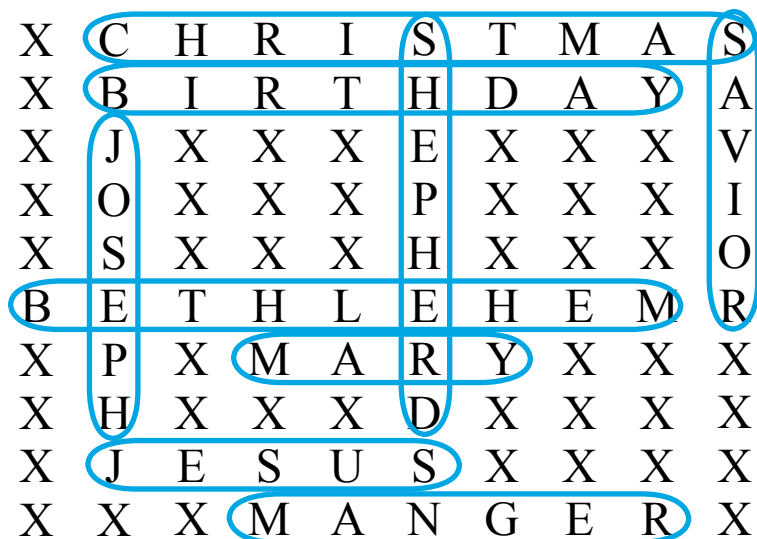 X C H R I S T M A S
X B I R T H D A Y A
X J X X X E X X X V
X O X X X P X X X I
X S X X X H X X X O
B E T H L E H E M R
X P X M A R Y X X X
X H X X X D X X X X
X J E S U S X X X X
X X X M A N G E R X